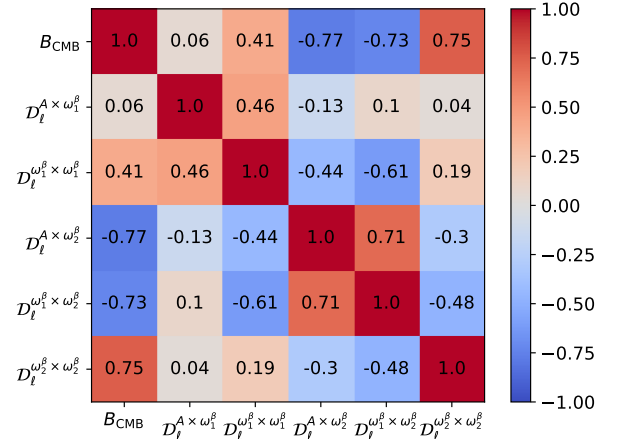 B_CMB 1.0 0.06 0.41 -0.77 -0.73 0.75
𝒟_ℓ^{A × ω_1^β} 0.06 1.0 0.46 -0.13 0.1 0.04
𝒟_ℓ^{ω_1^β × ω_1^β} 0.41 0.46 1.0 -0.44 -0.61 0.19
𝒟_ℓ^{A × ω_2^β} -0.77 -0.13 -0.44 1.0 0.71 -0.3
𝒟_ℓ^{ω_1^β × ω_2^β} -0.73 0.1 -0.61 0.71 1.0 -0.48
𝒟_ℓ^{ω_2^β × ω_2^β} 0.75 0.04 0.19 -0.3 -0.48 1.0
B_CMB 𝒟_ℓ^{A × ω_1^β} 𝒟_ℓ^{ω_1^β × ω_1^β} 𝒟_ℓ^{A × ω_2^β} 𝒟_ℓ^{ω_1^β × ω_2^β} 𝒟_ℓ^{ω_2^β × ω_2^β}
1.00
0.75
0.50
0.25
0.00
−0.25
−0.50
−0.75
−1.00